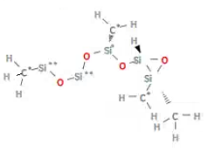 H C* H
H
H Si* Si O
H C* Si** O O Si
H O Si** H C* H
H
C H
H H